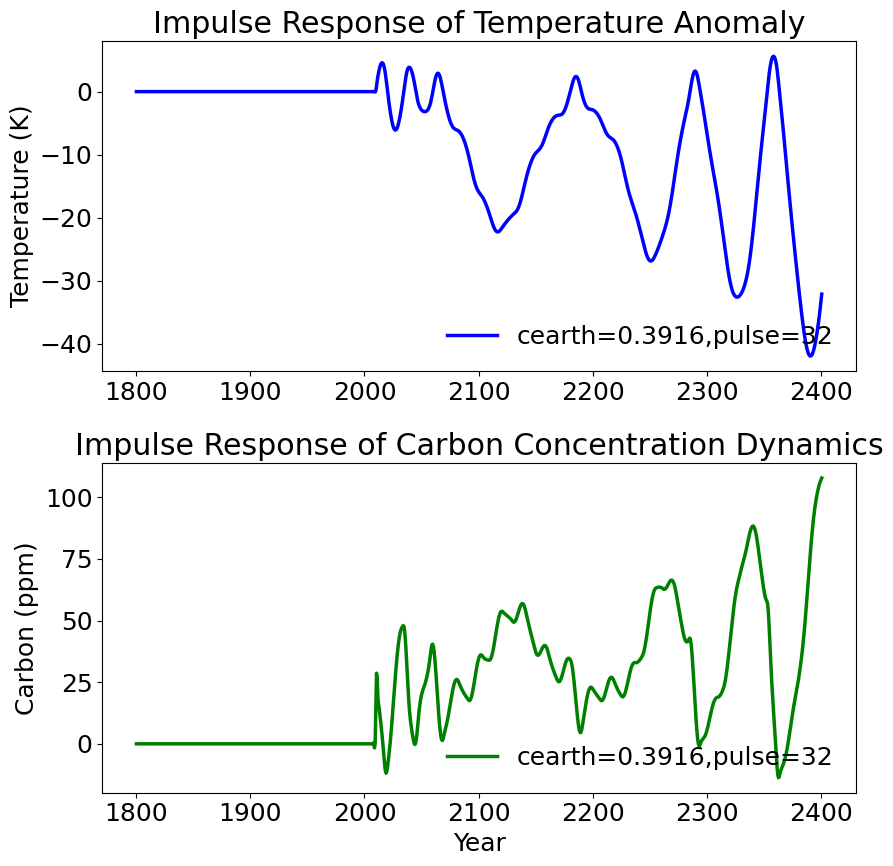 Impulse Response of Temperature Anomaly
Temperature (K)
0
−10
−20
−30
−40
cearth=0.3916,pulse=32
1800 1900 2000 2100 2200 2300 2400
Impulse Response of Carbon Concentration Dynamics
Carbon (ppm)
100
75
50
25
0
cearth=0.3916,pulse=32
1800 1900 2000 2100 2200 2300 2400
Year